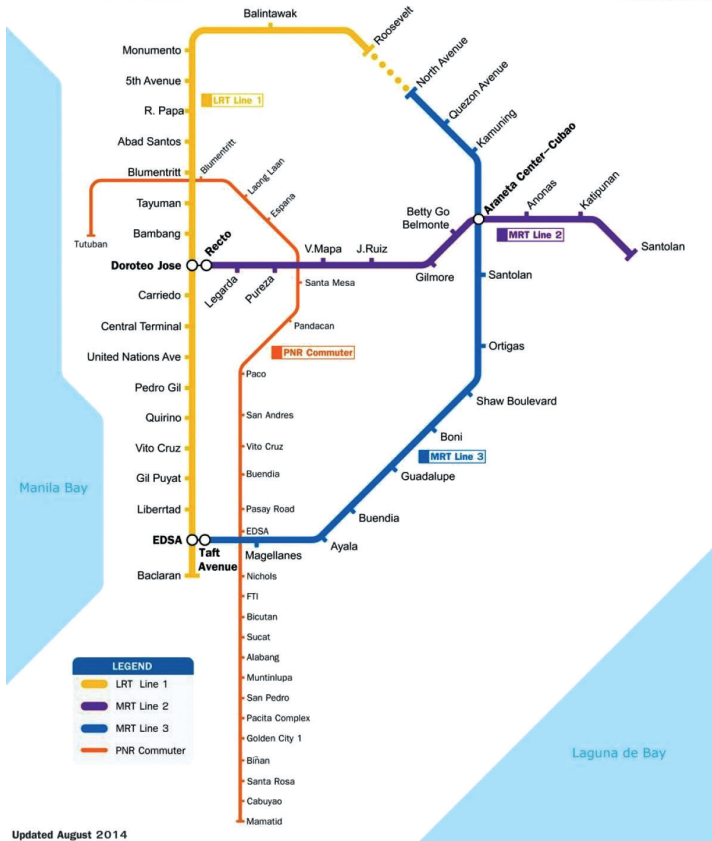 Balintawak
Roosevelt
Monumento
North Avenue
5th Avenue
Quezon Avenue
LRT Line 1
R. Papa
Kamuning
Abad Santos
Araneta Center-Cubao
Blumentritt
Blumentritt
Laong Laan
Espana
Tayuman
Betty Go
Belmonte
Anonas
Katipunan
Tutuban
Bambang
Recto
MRT Line 2
V.Mapa
J.Ruiz
Santolan
Doroteo Jose
Legarda
Pureza
Gilmore
Santolan
Santa Mesa
Carriedo
Central Terminal
Pandacan
United Nations Ave
PNR Commuter
Ortigas
Paco
Pedro Gil
Shaw Boulevard
Quirino
San Andres
Boni
Vito Cruz
Vito Cruz
MRT Line 3
Gil Puyat
Buendia
Guadalupe
Manila Bay
Libertad
Pasay Road
Buendia
EDSA
EDSA
Taft
Avenue
Magellanes
Ayala
Baclaran
Nichols
FTI
Bicutan
Sucat
Alabang
Muntinlupa
San Pedro
Pacita Complex
Golden City 1
Biñan
Santa Rosa
Cabuyao
Mamatid
LEGEND
LRT Line 1
MRT Line 2
MRT Line 3
PNR Commuter
Laguna de Bay
Updated August 2014